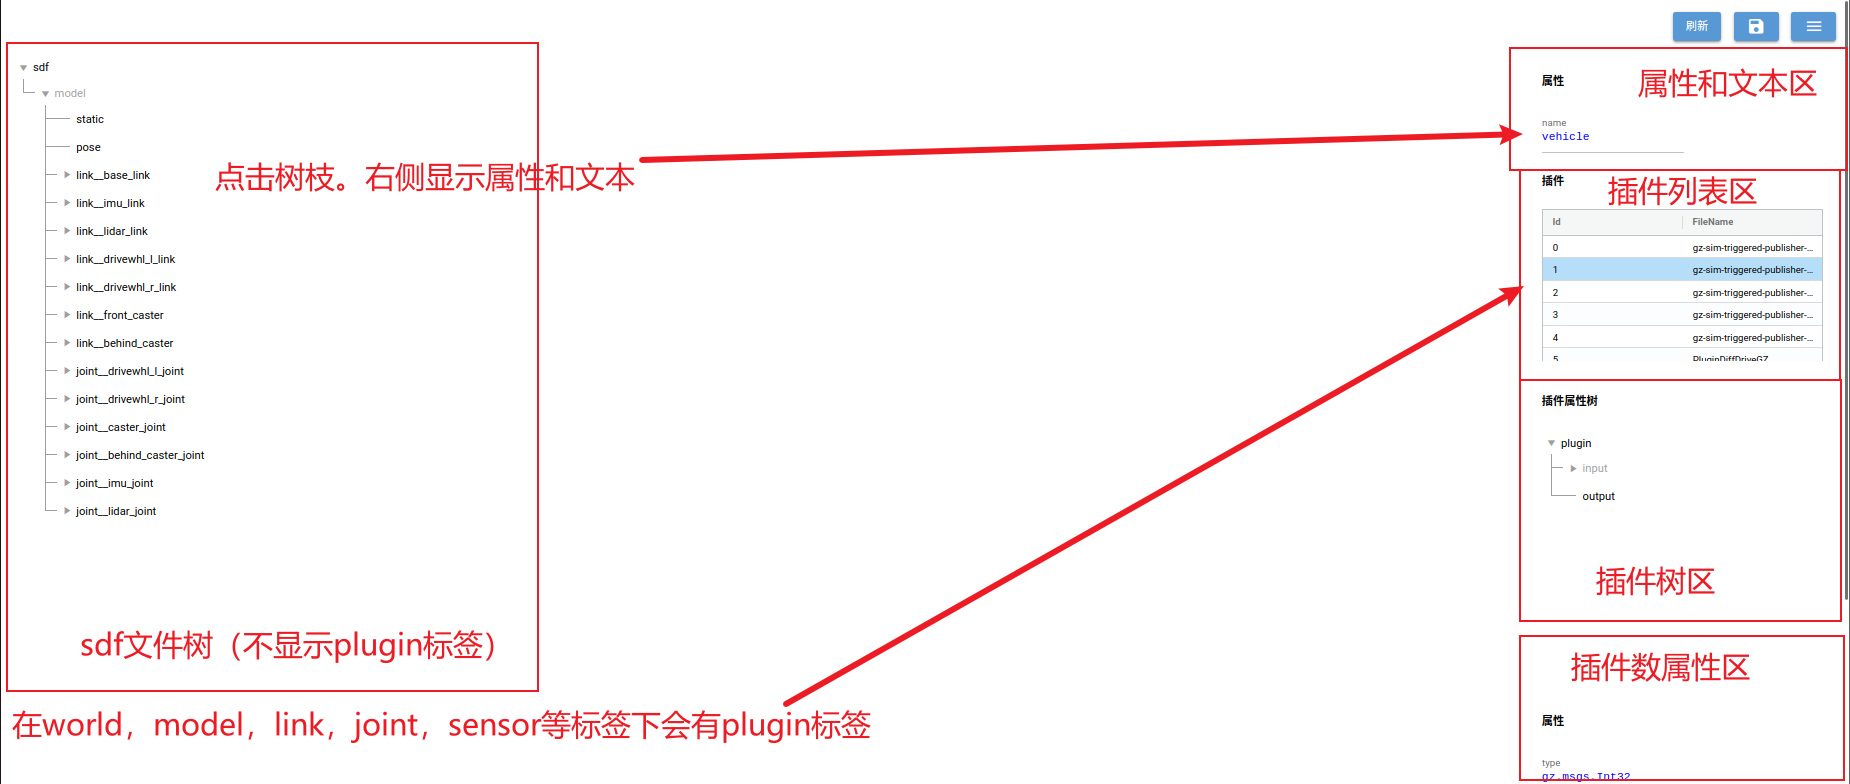 刷新
sdf
model
static
pose
link__base_link
link__imu_link
link__lidar_link
link__drivewhl_l_link
link__drivewhl_r_link
link__front_caster
link__behind_caster
joint__drivewhl_l_joint
joint__drivewhl_r_joint
joint__caster_joint
joint__behind_caster_joint
joint__imu_joint
joint__lidar_joint
点击树枝。右侧显示属性和文本
sdf文件树（不显示plugin标签）
在world，model，link，joint，sensor等标签下会有plugin标签
属性
属性和文本区
name
vehicle
插件
插件列表区
Id FileName
0 gz-sim-triggered-publisher-...
1 gz-sim-triggered-publisher-...
2 gz-sim-triggered-publisher-...
3 gz-sim-triggered-publisher-...
4 gz-sim-triggered-publisher-...
5 PluginDiffDriveGZ
插件属性树
plugin
input
output
插件树区
插件数属性区
属性
type
gz.msgs.Int32